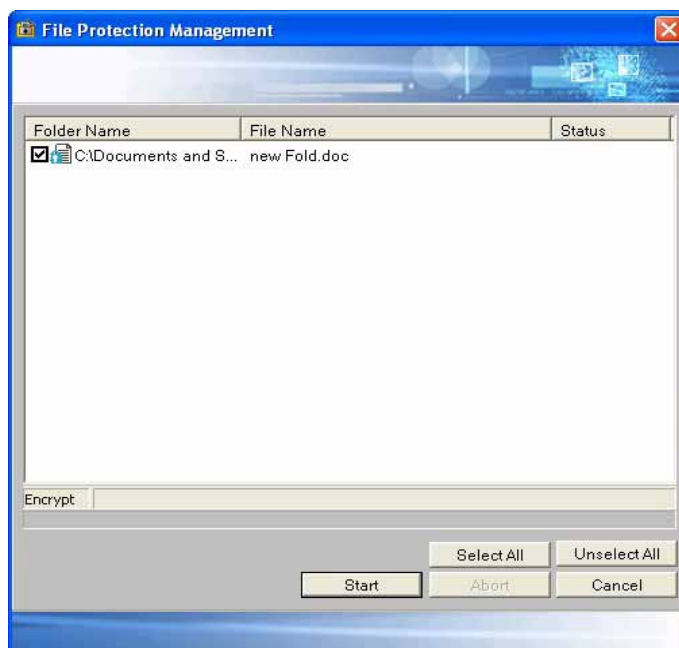 File Protection Management
Folder Name File Name Status
C:\Documents and S... new Fold.doc
Encrypt
Select All Unselect All
Start Abort Cancel